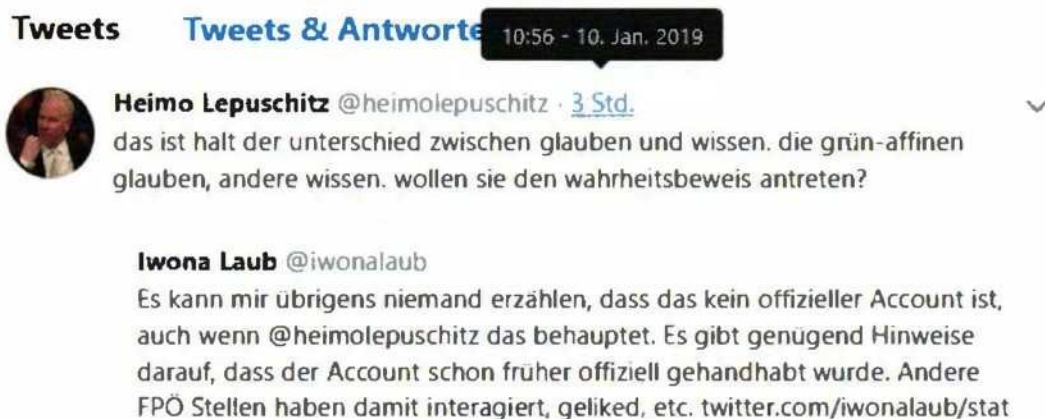 Tweets Tweets & Antworte 10:56 - 10. Jan. 2019
Heimo Lepuschitz @heimolepuschitz · 3 Std.
das ist halt der unterschied zwischen glauben und wissen. die grün-affinen
glauben, andere wissen. wollen sie den wahrheitsbeweis antreten?
Iwona Laub @iwonalaub
Es kann mir übrigens niemand erzählen, dass das kein offizieller Account ist,
auch wenn @heimolepuschitz das behauptet. Es gibt genügend Hinweise
darauf, dass der Account schon früher offiziell gehandhabt wurde. Andere
FPÖ Stellen haben damit interagiert, geliked, etc. twitter.com/iwonalaub/stat